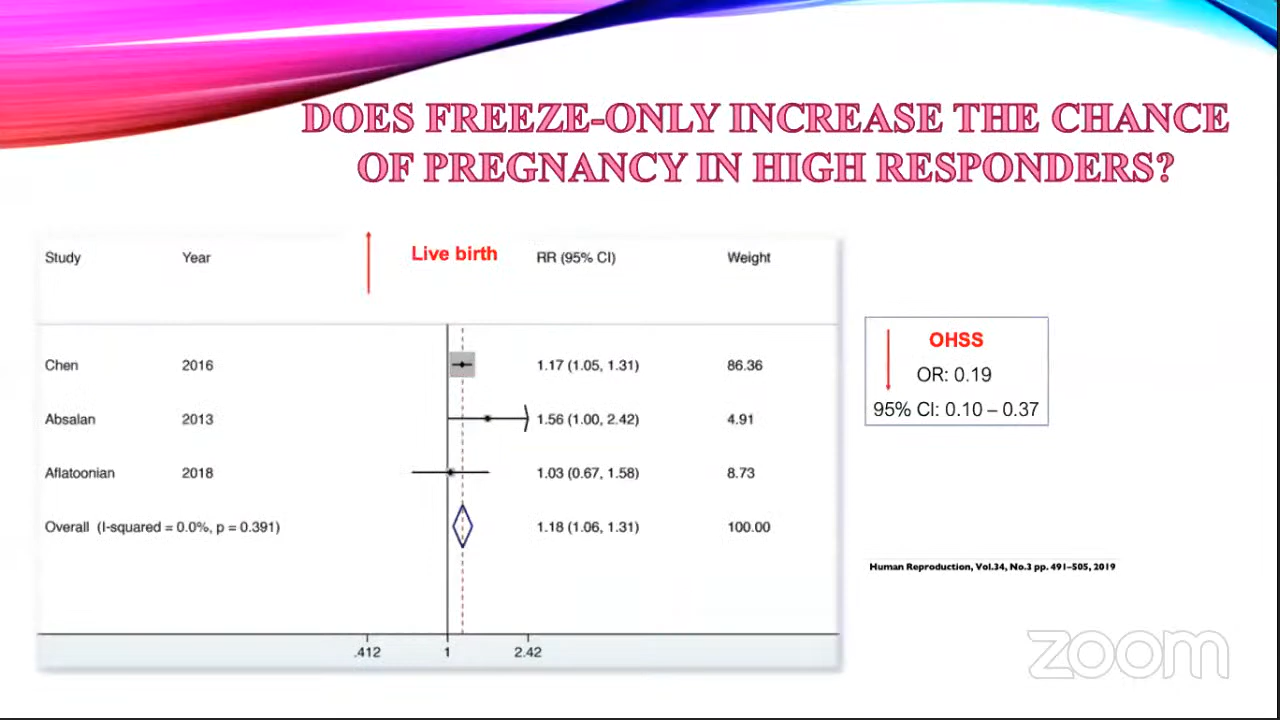 DOES FREEZE-ONLY INCREASE THE CHANCE
OF PREGNANCY IN HIGH RESPONDERS?
Study Year Live birth RR (95% CI) Weight
Chen 2016 1.17 (1.05, 1.31) 86.36
Absalan 2013 1.56 (1.00, 2.42) 4.91
Aflatoonian 2018 1.03 (0.67, 1.58) 8.73
Overall (I-squared = 0.0%, p = 0.391) 1.18 (1.06, 1.31) 100.00
.412 1 2.42
OHSS
OR: 0.19
95% CI: 0.10 – 0.37
Human Reproduction, Vol.34, No.3 pp. 491–505, 2019
zoom